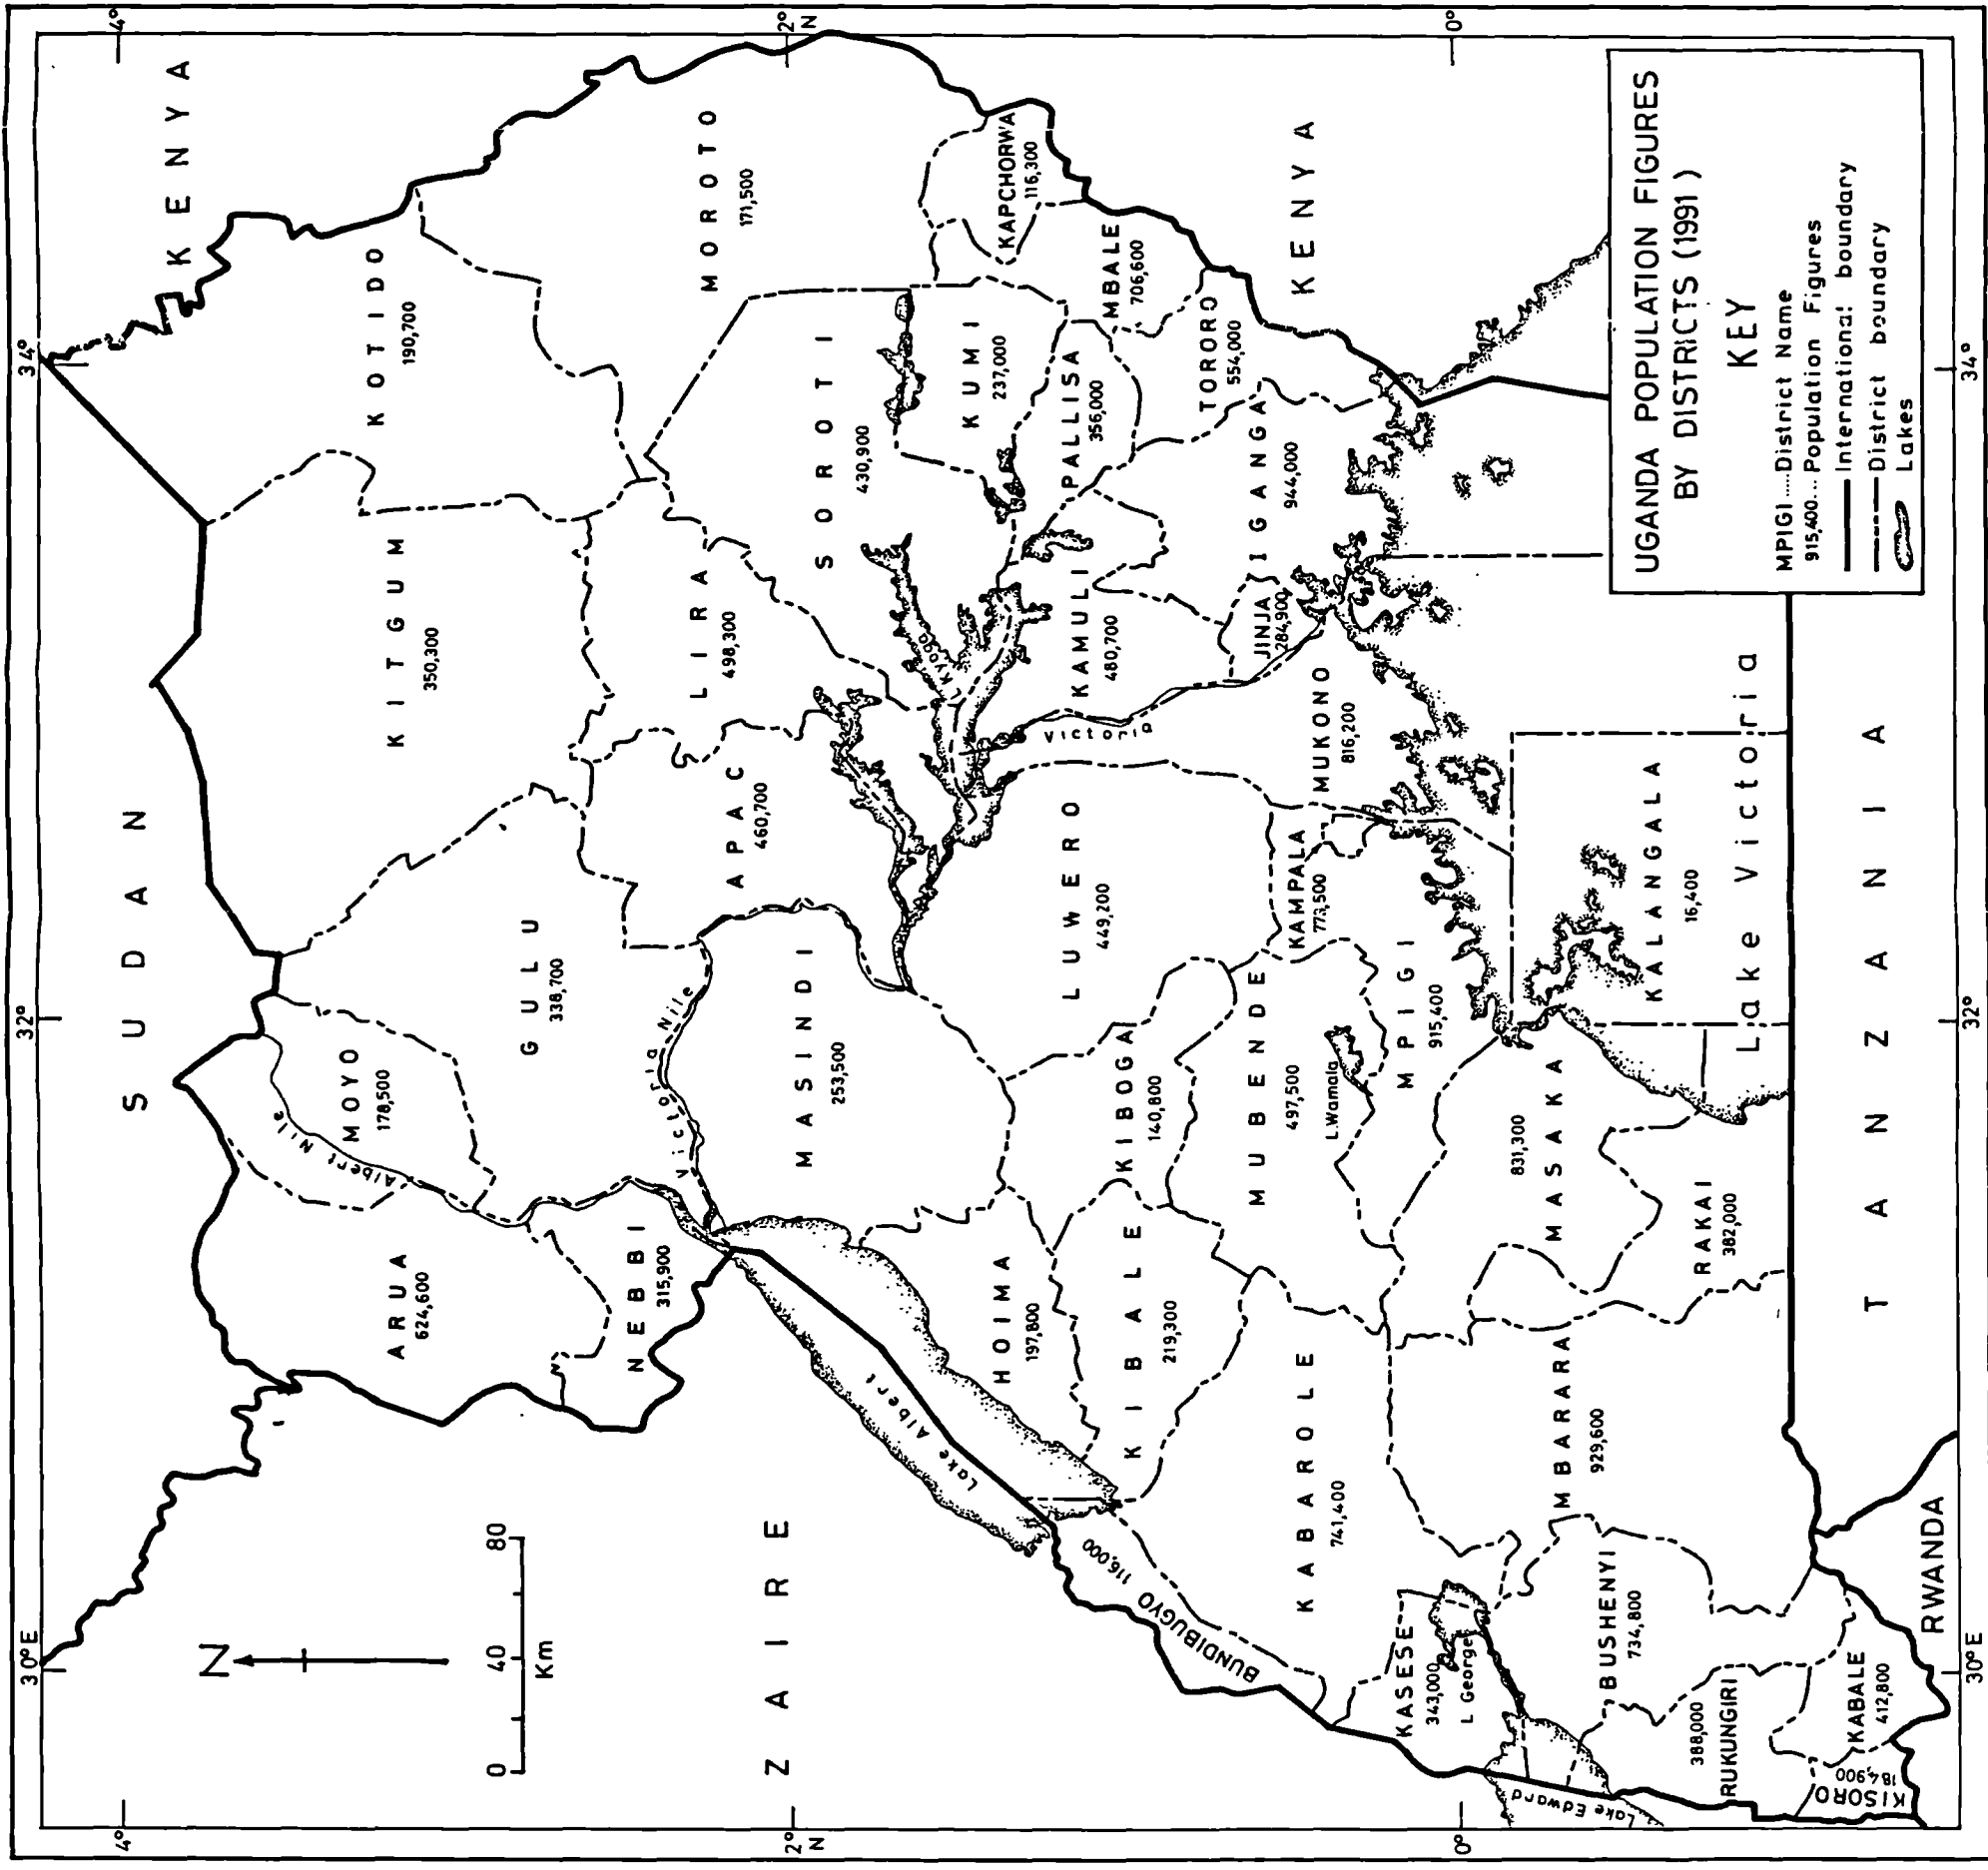 34°
32°
30°E
4°
4°
2°
N
2°
N
0°
0°
34°
32°
30°E
SUDAN
KENYA
KENYA
ZAIRE
TANZANIA
RWANDA
N
0 40 80
Km
KOTIDO
190,700
MOROTO
171,500
KITGUM
350,300
LIRA
498,300
SOROTI
430,900
KUMI
237,000
KAPCHORWA
116,300
MBALE
706,600
PALLISA
356,000
TORORO
554,000
IGANGA
944,000
KAMULI
480,700
JINJA
284,900
MUKONO
816,200
APAC
460,700
GULU
338,700
MOYO
178,500
Albert Nile
ARUA
624,600
NEBBI
315,900
Victoria Nile
MASINDI
253,500
L. Kyoga
Victoria
LUWERO
449,200
KAMPALA
773,500
MPIGI
915,400
KIBOGA
140,800
MUBENDE
497,500
L.Wamala
HOIMA
197,800
KIBALE
219,300
Lake Albert
BUNDIBUGYO 116,000
KABAROLE
741,400
KASESE
343,000
L George
Lake Edward
BUSHENYI
734,800
MBARARA
929,600
831,300
MASAKA
RAKAI
382,000
KALANGALA
16,400
Lake Victoria
388,000
RUKUNGIRI
KABALE
412,800
KISORO
184,900
UGANDA POPULATION FIGURES
BY DISTRICTS (1991)
KEY
MPIGI ......District Name
915,400... Population Figures
International boundary
District boundary
Lakes